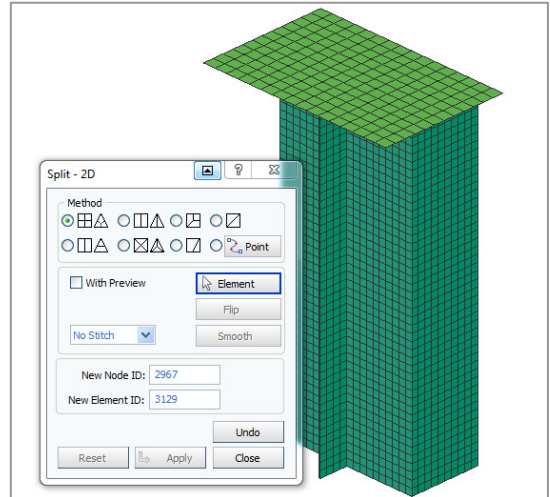 Split - 2D
Method
Point
With Preview
Element
Flip
No Stitch
Smooth
New Node ID: 2967
New Element ID: 3129
Undo
Reset
Apply
Close